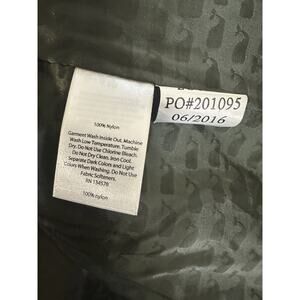 PO#201095
06/2016
100% Nylon
Garment Wash Inside Out. Machine
Wash Low Temperature. Tumble
Dry. Do Not Use Chlorine Bleach.
Do Not Dry Clean. Iron Cool.
Separate Dark Colors and Light
Colors When Washing. Do Not Use
Fabric Softeners.
RN 134578
100% nylon